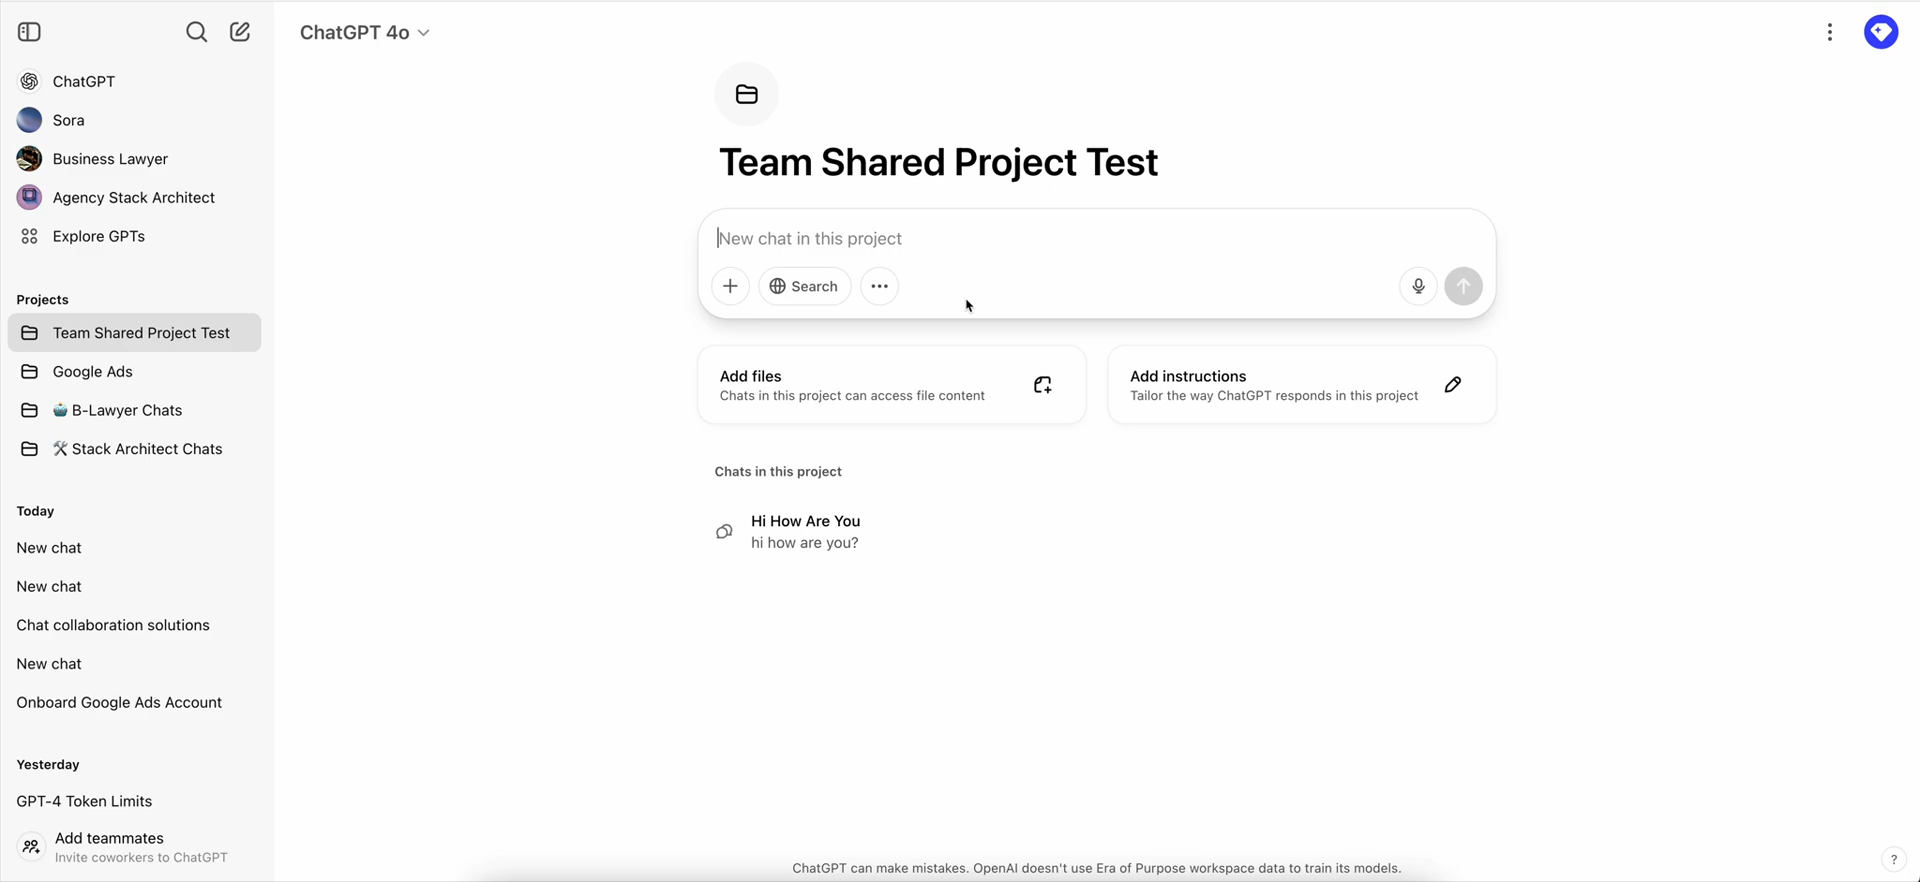 ChatGPT 4o
ChatGPT
Sora
Business Lawyer
Agency Stack Architect
Explore GPTs
Projects
Team Shared Project Test
Google Ads
🤖 B-Lawyer Chats
🛠️ Stack Architect Chats
Today
New chat
New chat
Chat collaboration solutions
New chat
Onboard Google Ads Account
Yesterday
GPT-4 Token Limits
Add teammates
Invite coworkers to ChatGPT
Team Shared Project Test
New chat in this project
Search
Add files
Chats in this project can access file content
Add instructions
Tailor the way ChatGPT responds in this project
Chats in this project
Hi How Are You
hi how are you?
ChatGPT can make mistakes. OpenAI doesn't use Era of Purpose workspace data to train its models.
?